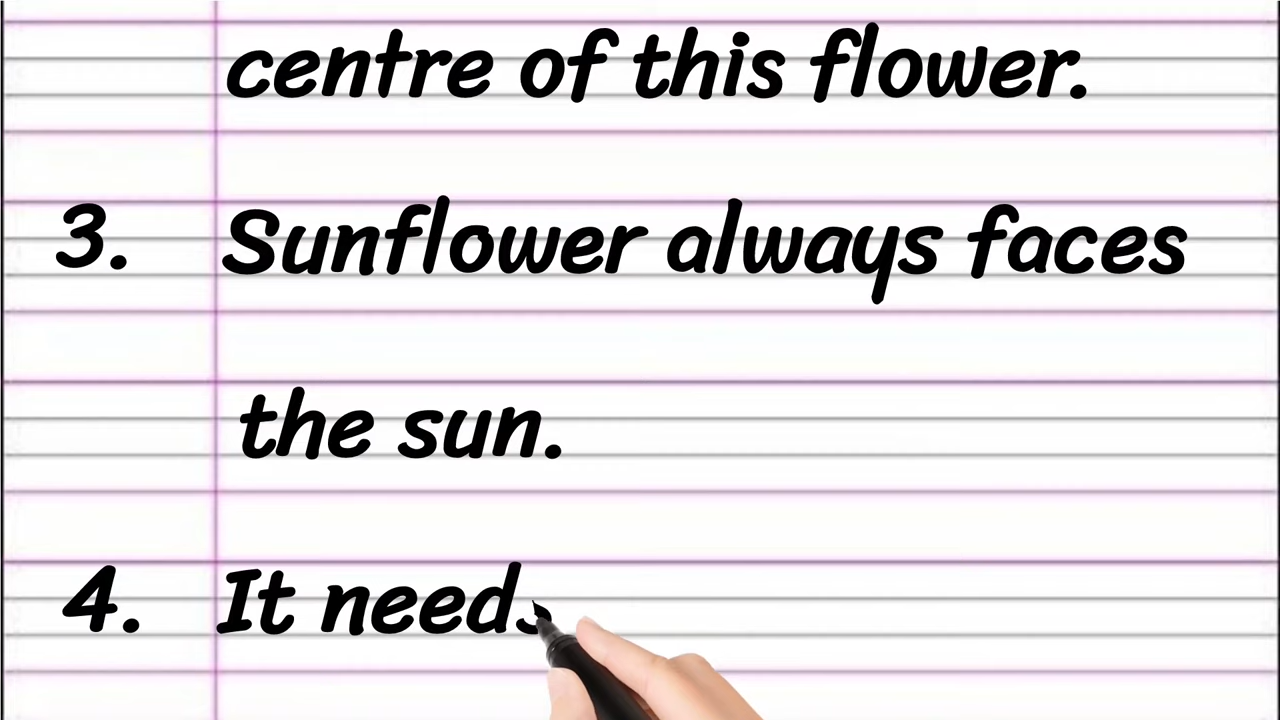 centre of this flower.
3. Sunflower always faces
the sun.
4. It needs